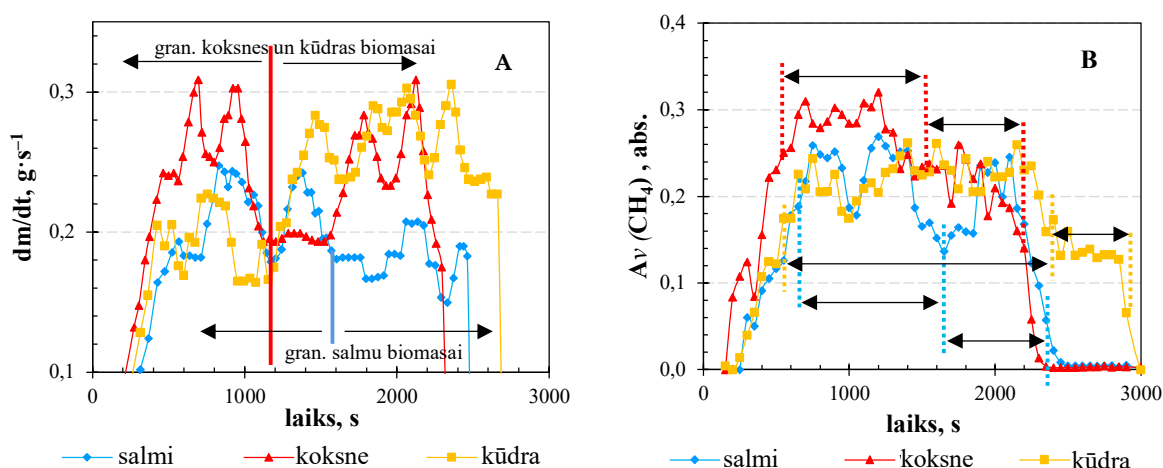 A
gran. koksnes un kūdras biomasai
dm/dt, g·s⁻¹
0,3
0,2
0,1
gran. salmu biomasai
0 1000 2000 3000
laiks, s
salmi koksne kūdra
B
Aν (CH₄) , abs.
0,4
0,3
0,2
0,1
0,0
0 1000 2000 3000
laiks, s
salmi koksne kūdra